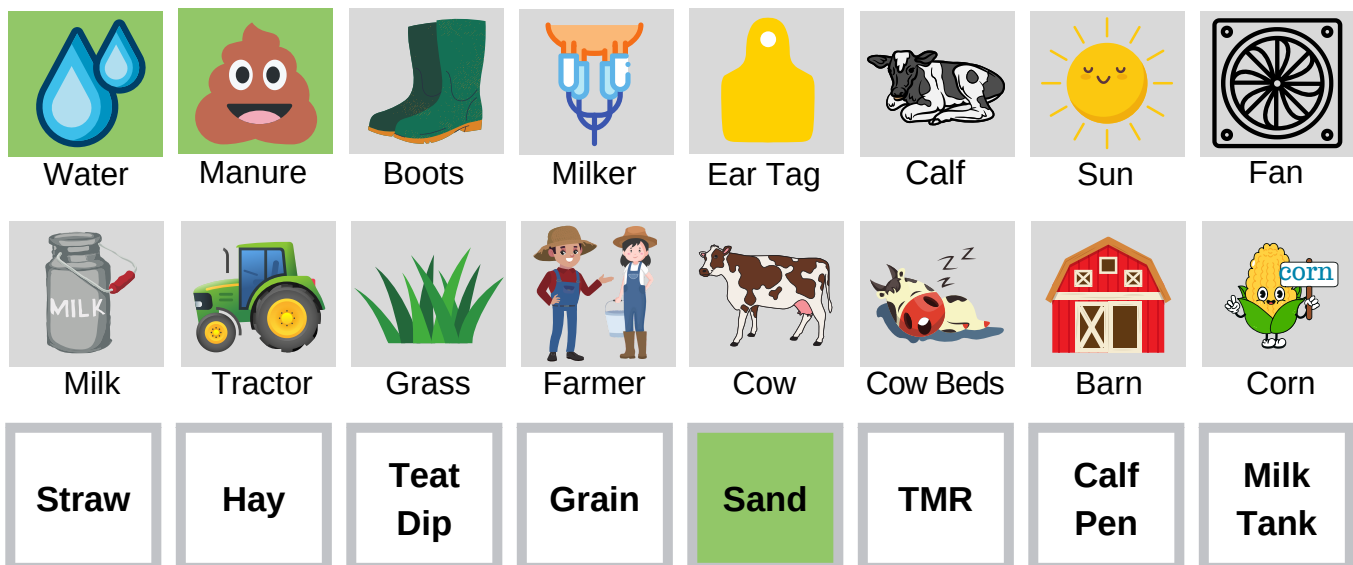 Water Manure Boots Milker Ear Tag Calf Sun Fan
MILK
corn
Z Z Z
Milk Tractor Grass Farmer Cow Cow Beds Barn Corn
Straw Hay Teat Dip Grain Sand TMR Calf Pen Milk Tank